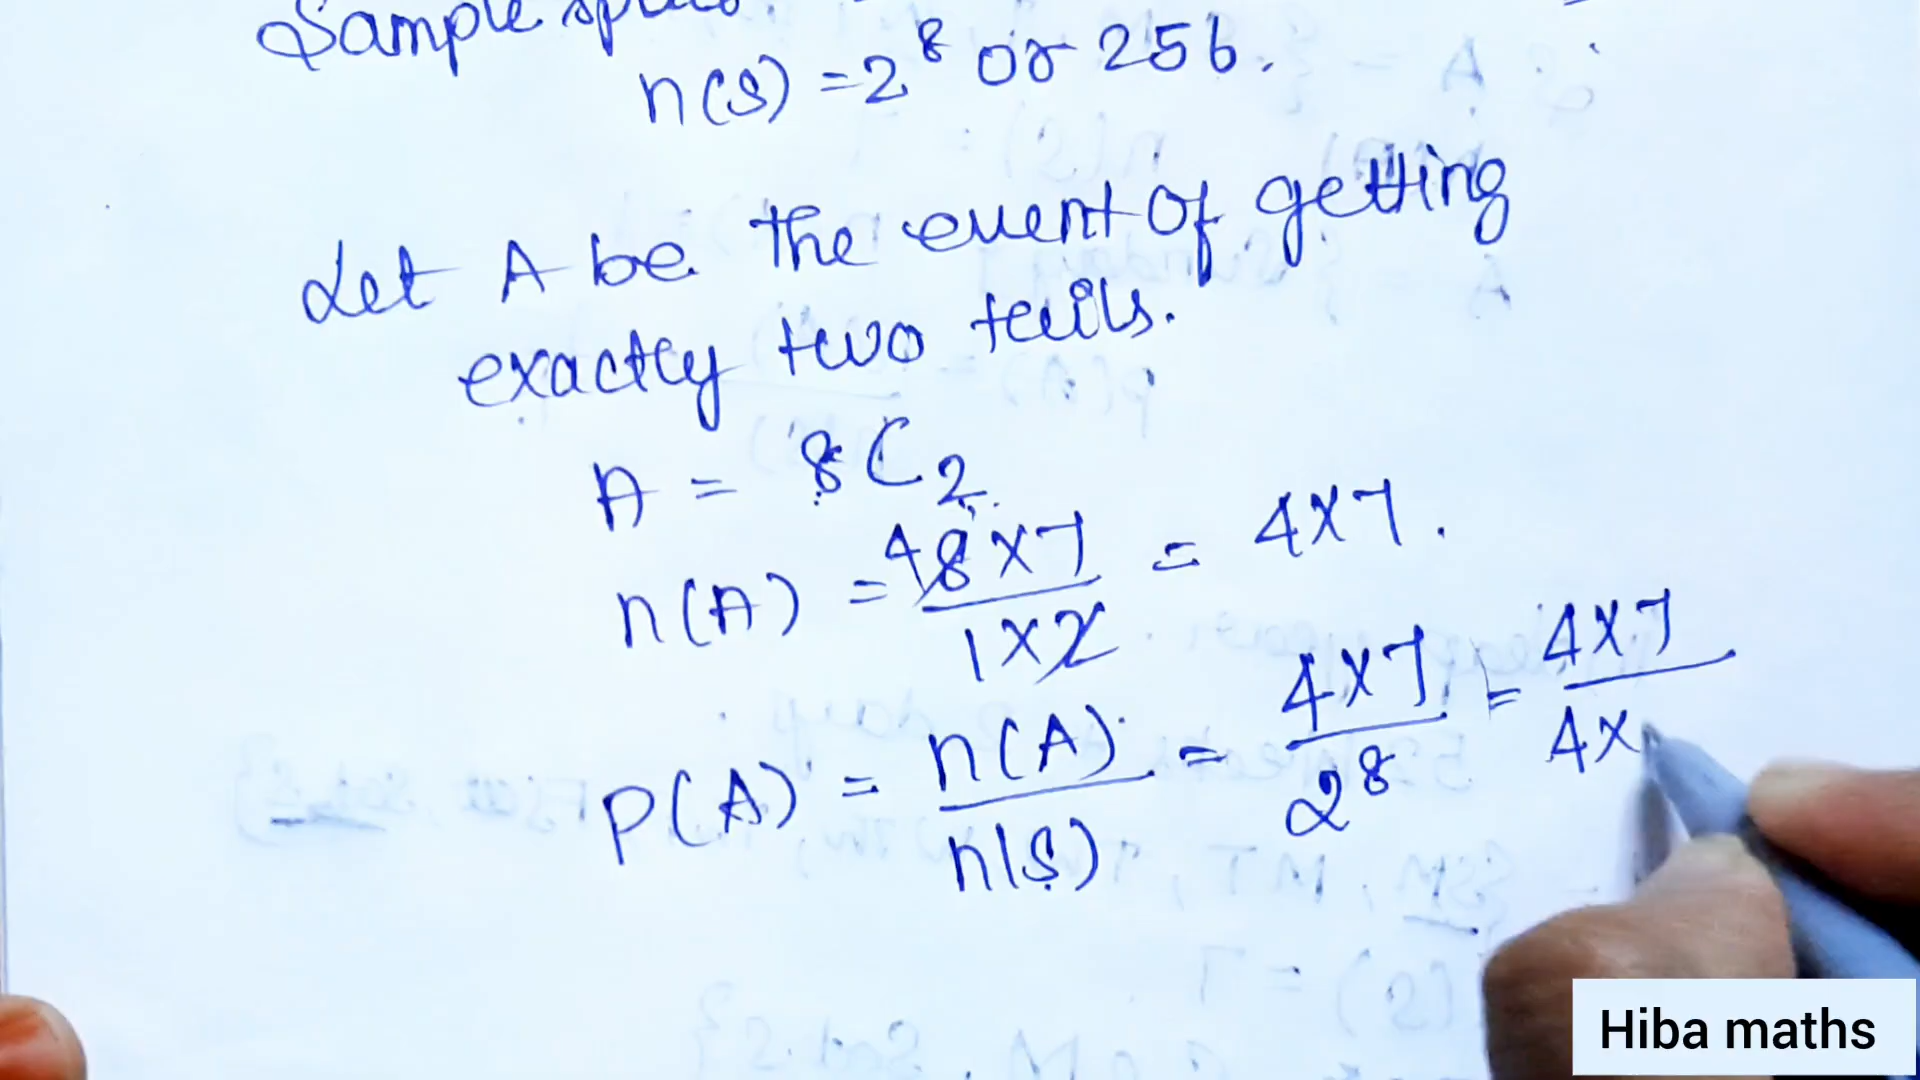 Sample space
n(S) = 2⁸ or 256.
Let A be the event of getting
exactly two tails.
A = 8C₂
n(A) = 4 8 x 7 / 1 x 2 = 4 x 7.
P(A) = n(A) / n(S) = 4 x 7 / 2⁸ = 4 x 7 / 4 x
Hiba maths